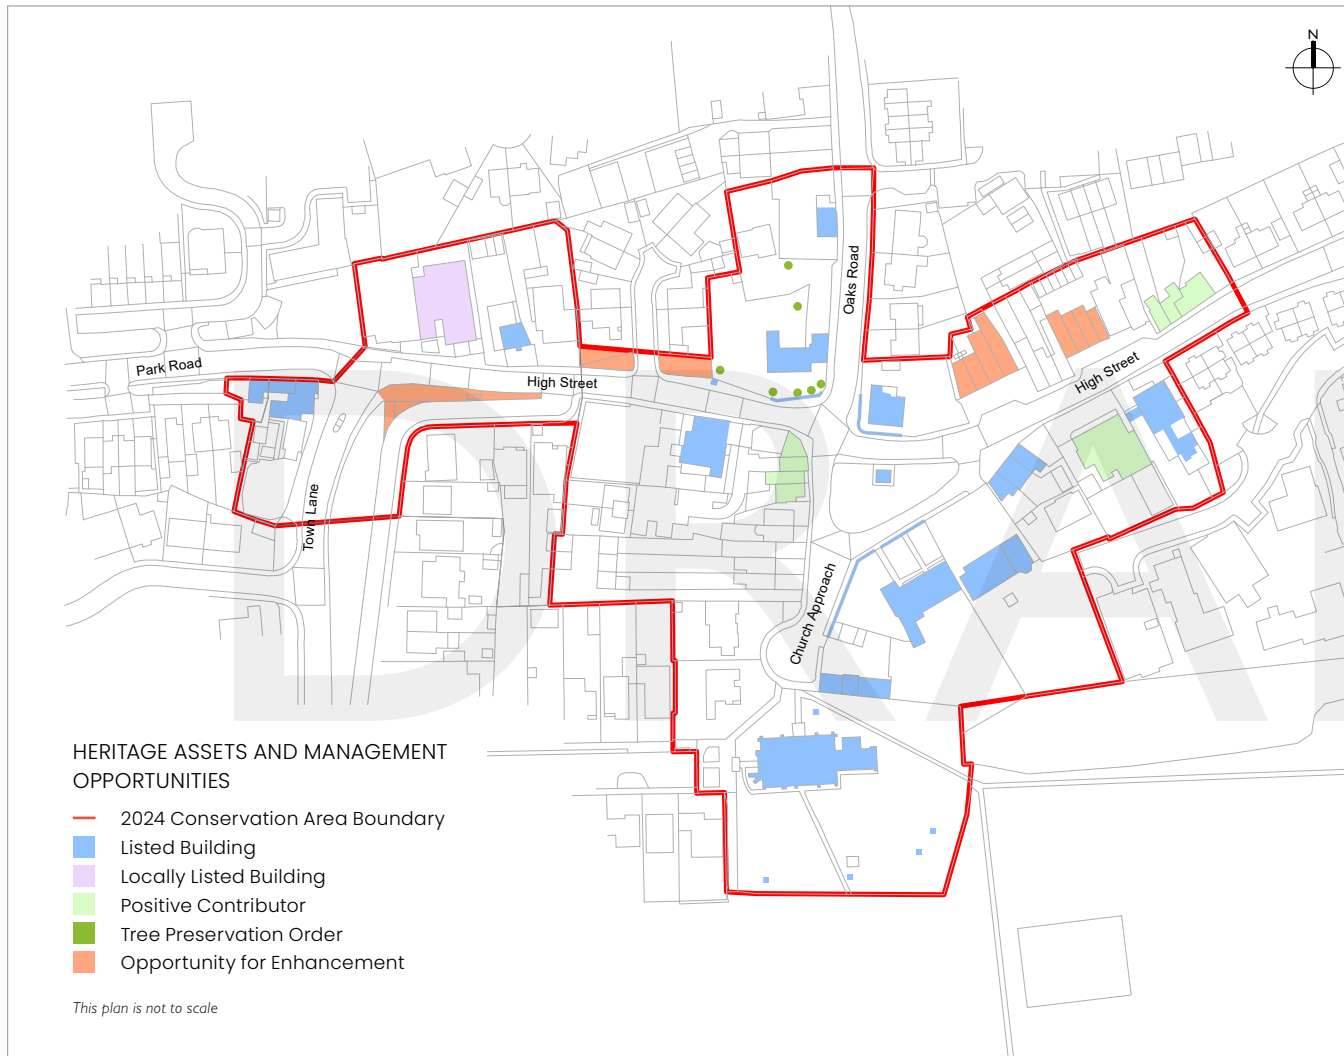 N
Oaks Road
Park Road
High Street
High Street
Town Lane
Church Approach
DRA
HERITAGE ASSETS AND MANAGEMENT
OPPORTUNITIES
2024 Conservation Area Boundary
Listed Building
Locally Listed Building
Positive Contributor
Tree Preservation Order
Opportunity for Enhancement
This plan is not to scale